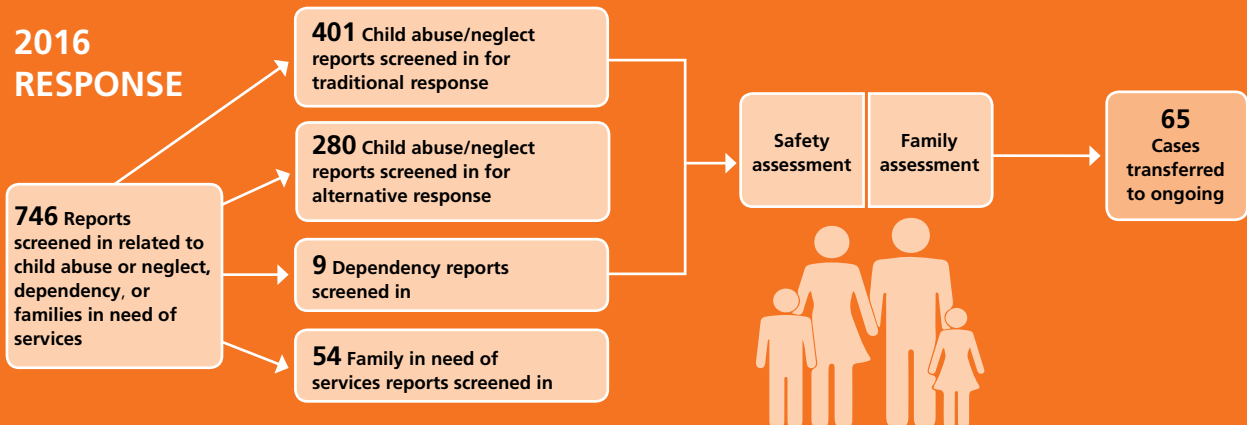 2016
RESPONSE
746 Reports
screened in related to
child abuse or neglect,
dependency, or
families in need of
services
401 Child abuse/neglect
reports screened in for
traditional response
280 Child abuse/neglect
reports screened in for
alternative response
9 Dependency reports
screened in
54 Family in need of
services reports screened in
Safety
assessment
Family
assessment
65
Cases
transferred
to ongoing